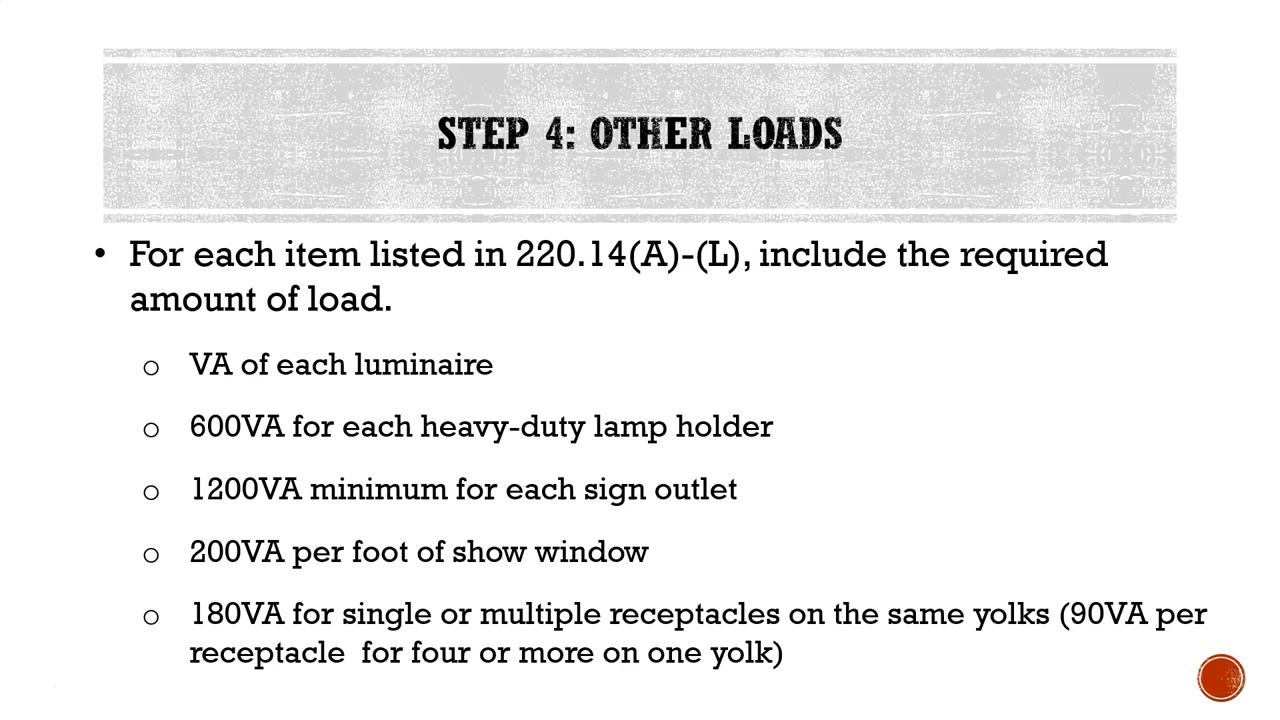 STEP 4: OTHER LOADS
• For each item listed in 220.14(A)-(L), include the required
amount of load.
o VA of each luminaire
o 600VA for each heavy-duty lamp holder
o 1200VA minimum for each sign outlet
o 200VA per foot of show window
o 180VA for single or multiple receptacles on the same yolks (90VA per
receptacle  for four or more on one yolk)